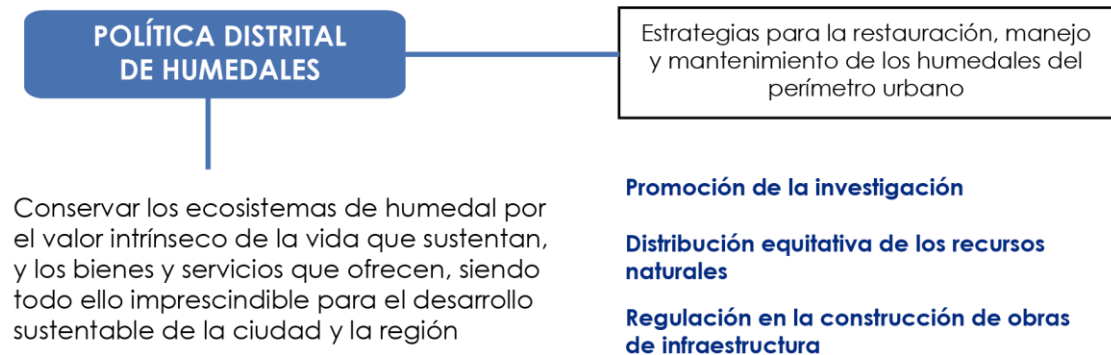 POLÍTICA DISTRITAL
DE HUMEDALES
Estrategias para la restauración, manejo
y mantenimiento de los humedales del
perímetro urbano
Conservar los ecosistemas de humedal por
el valor intrínseco de la vida que sustentan,
y los bienes y servicios que ofrecen, siendo
todo ello imprescindible para el desarrollo
sustentable de la ciudad y la región
Promoción de la investigación
Distribución equitativa de los recursos
naturales
Regulación en la construcción de obras
de infraestructura